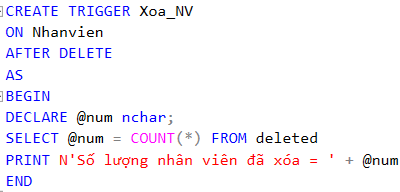 CREATE TRIGGER Xoa_NV
ON Nhanvien
AFTER DELETE
AS
BEGIN
DECLARE @num nchar;
SELECT @num = COUNT(*) FROM deleted
PRINT N'Số lượng nhân viên đã xóa = ' + @num
END